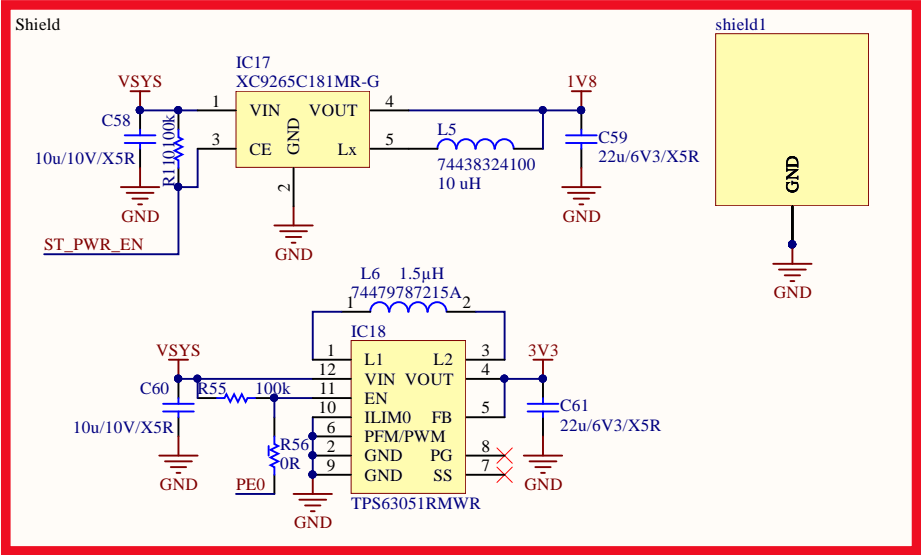 Shield
shield1
IC17
XC9265C181MR-G
VSYS
1V8
1
VIN
VOUT
4
C58
R110
100k
GND
3
CE
Lx
5
L5
C59
10u/10V/X5R
74438324100
22u/6V3/X5R
10 uH
2
GND
GND
GND
GND
ST_PWR_EN
GND
GND
L6
1.5µH
74479787215A
1
2
IC18
VSYS
3V3
1
L1
L2
3
12
VIN
VOUT
4
C60
R55
100k
11
EN
10
ILIM0
FB
5
C61
10u/10V/X5R
22u/6V3/X5R
6
PFM/PWM
R56
0R
2
GND
PG
8
9
GND
SS
7
GND
PE0
GND
TPS63051RMWR
GND